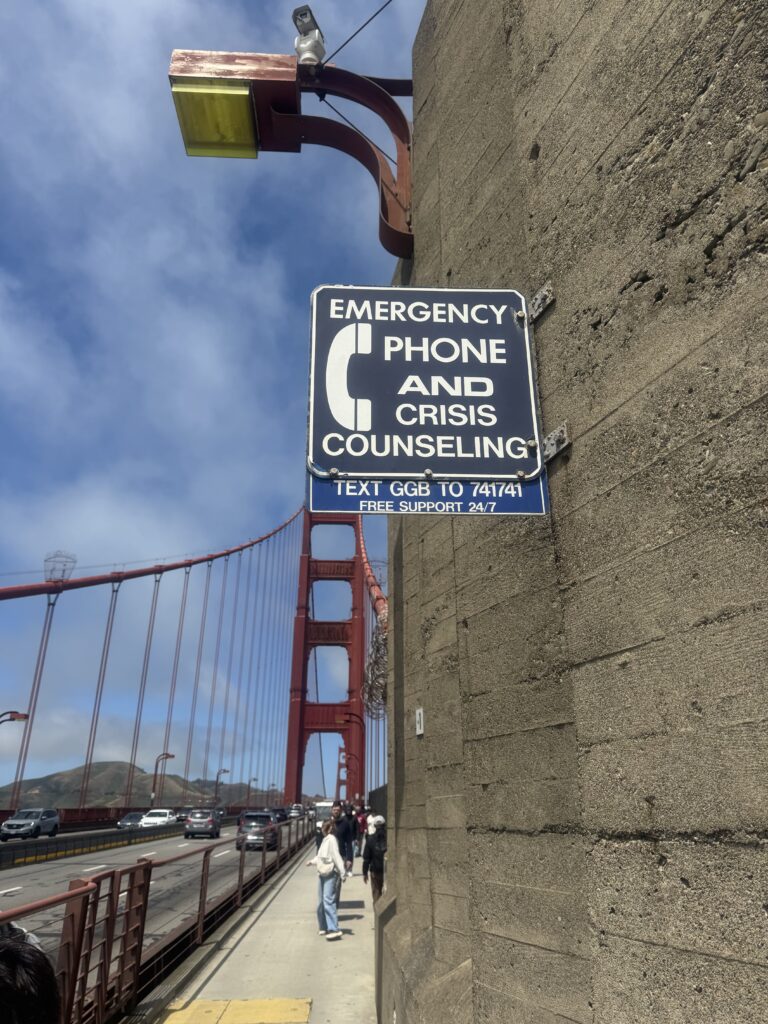 EMERGENCY
PHONE
AND
CRISIS
COUNSELING
TEXT GGB TO 741741
FREE SUPPORT 24/7